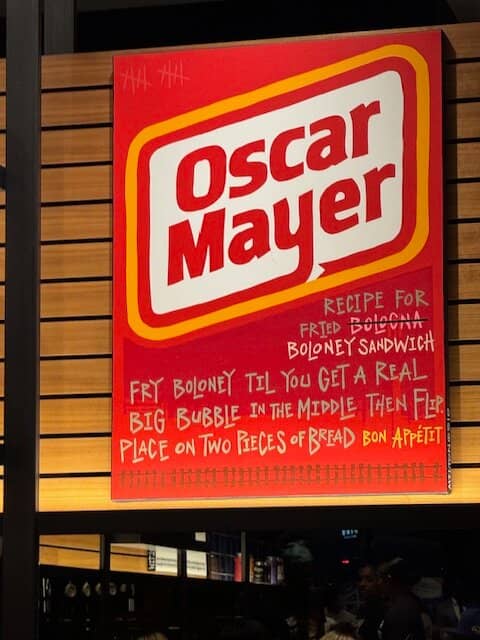 Oscar
Mayer
RECIPE FOR
FRIED BOLOGNA
BOLONEY SANDWICH
FRY BOLONEY TIL YOU GET A REAL
BIG BUBBLE IN THE MIDDLE THEN FLIP.
PLACE ON TWO PIECES OF BREAD BON APPÉTIT